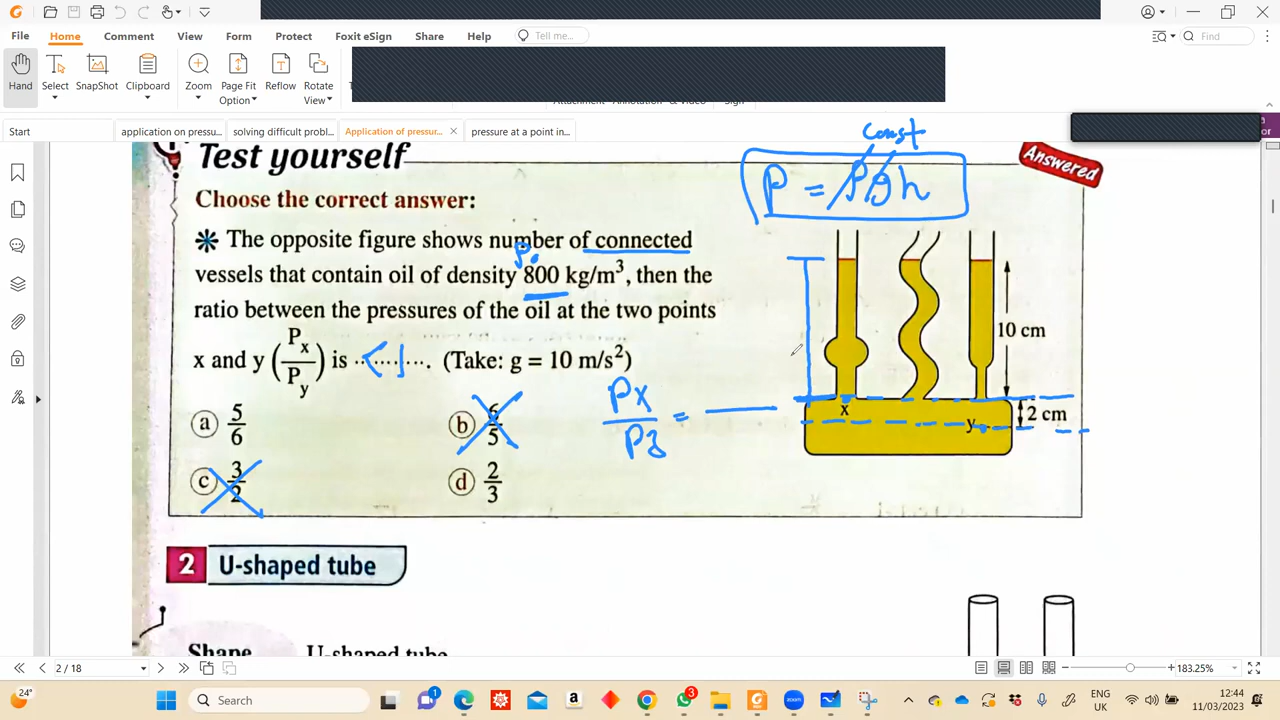 File Home Comment View Form Protect Foxit eSign Share Help Tell me... Find
Hand Select SnapShot Clipboard Zoom Page Fit Option Reflow Rotate View
Start application on pressu... solving difficult probl... Application of pressur... pressure at a point in...
Test yourself
Answered
const
P = ρgh
Choose the correct answer:
The opposite figure shows number of connected
vessels that contain oil of density 800 kg/m³, then the
ratio between the pressures of the oil at the two points
x and y (Px/Py) is ·········. (Take: g = 10 m/s²)
< 1
a 5/6
b 6/5
c 3/2
d 2/3
Px
=
10 cm
2 cm
x
y
2 U-shaped tube
Shape U-shaped tube
2 / 18
183.25%
24°
Search
1
3
ENG
UK
12:44
11/03/2023